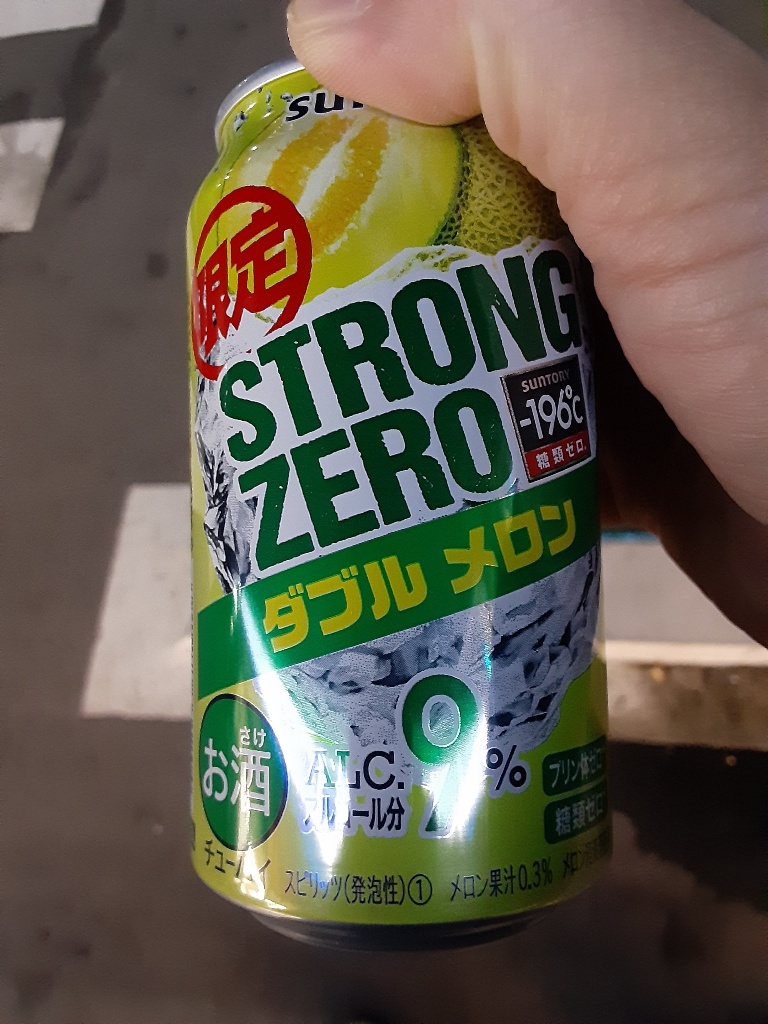 限定
STRONG
ZERO
SUNTORY
-196℃
糖類ゼロ
ダブル メロン
さけ
お酒
ALC.
アルコール分
9%
プリン体ゼロ
糖類ゼロ
チューハイ
スピリッツ(発泡性)①
メロン果汁0.3%